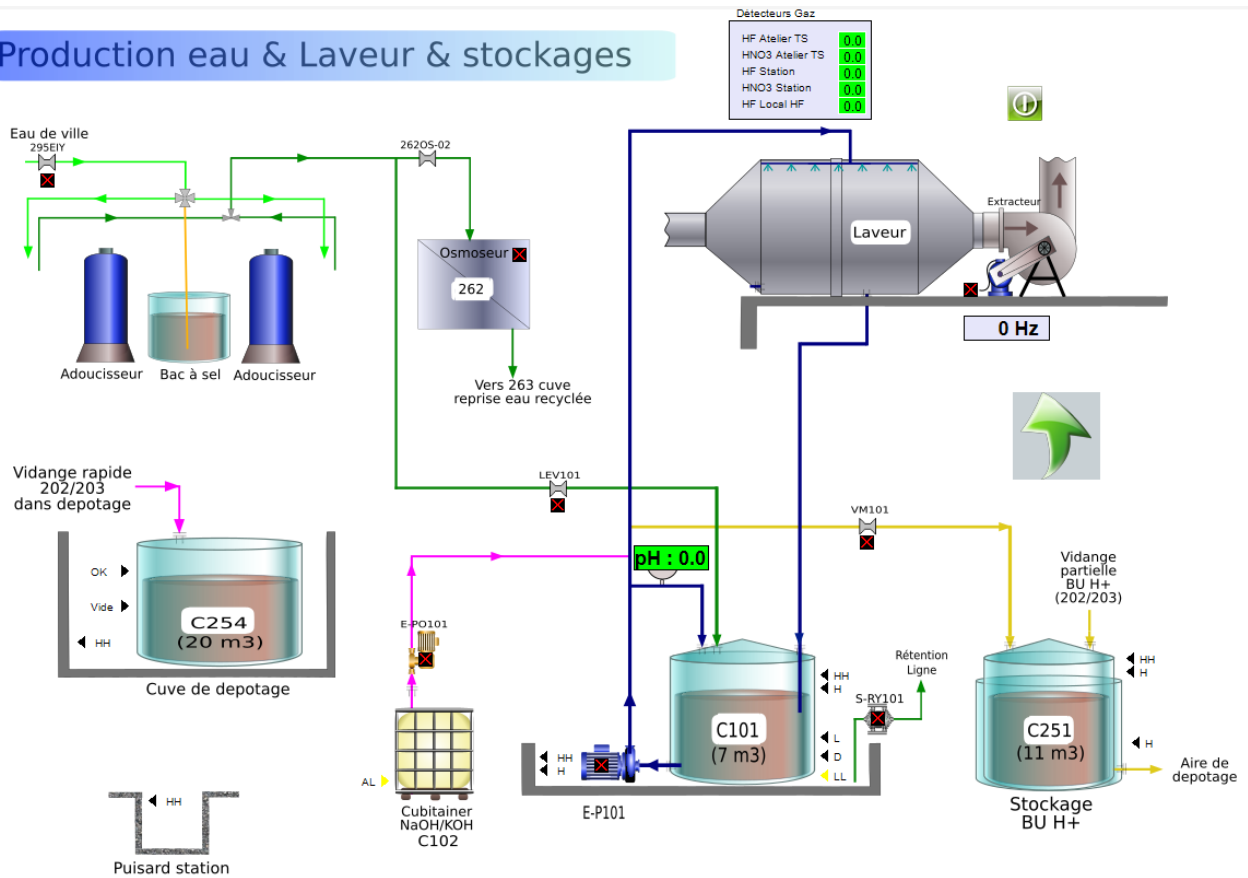 Production eau & Laveur & stockages
Détecteurs Gaz
HF Atelier TS 0.0
HNO3 Atelier TS 0.0
HF Station 0.0
HNO3 Station 0.0
HF Local HF 0.0
Eau de ville
295EIY
262OS-02
Osmoseur
262
Vers 263 cuve
reprise eau recyclée
Adoucisseur
Bac à sel
Adoucisseur
Laveur
Extracteur
0 Hz
Vidange rapide
202/203
dans depotage
OK
Vide
HH
C254
(20 m3)
Cuve de depotage
LEV101
VM101
pH : 0.0
E-PO101
AL
Cubitainer
NaOH/KOH
C102
HH
H
E-P101
C101
(7 m3)
HH
H
L
D
LL
S-RY101
Rétention
Ligne
Vidange
partielle
BU H+
(202/203)
C251
(11 m3)
HH
H
H
Aire de
depotage
Stockage
BU H+
HH
Puisard station